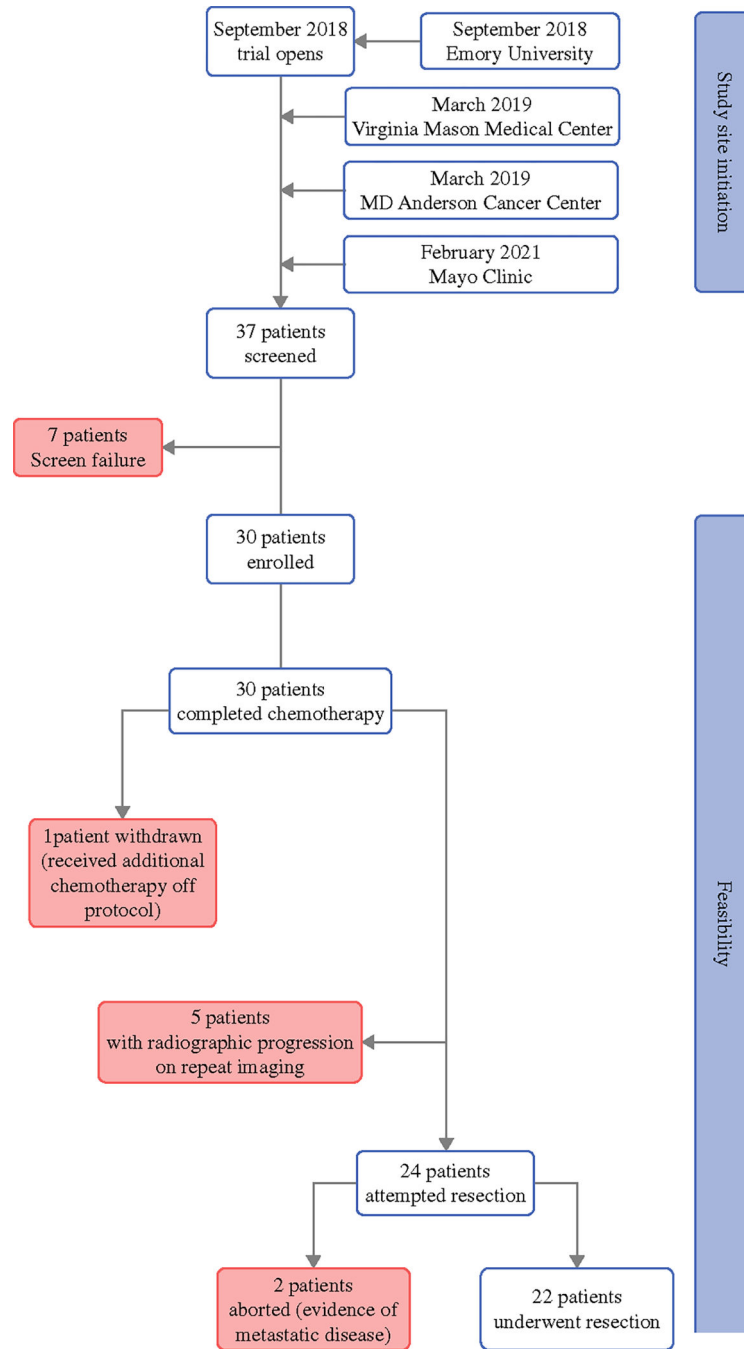 September 2018
trial opens
September 2018
Emory University
March 2019
Virginia Mason Medical Center
March 2019
MD Anderson Cancer Center
February 2021
Mayo Clinic
Study site initiation
37 patients
screened
7 patients
Screen failure
30 patients
enrolled
30 patients
completed chemotherapy
1patient withdrawn
(received additional
chemotherapy off
protocol)
5 patients
with radiographic progression
on repeat imaging
24 patients
attempted resection
2 patients
aborted (evidence of
metastatic disease)
22 patients
underwent resection
Feasibility